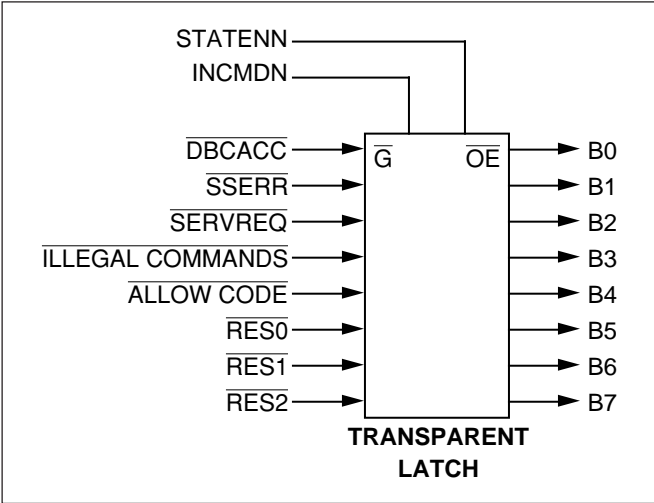 STATENN
INCMDN
DBCACC
SSERR
SERVREQ
ILLEGAL COMMANDS
ALLOW CODE
RES0
RES1
RES2
G
OE
B0
B1
B2
B3
B4
B5
B6
B7
TRANSPARENT
LATCH